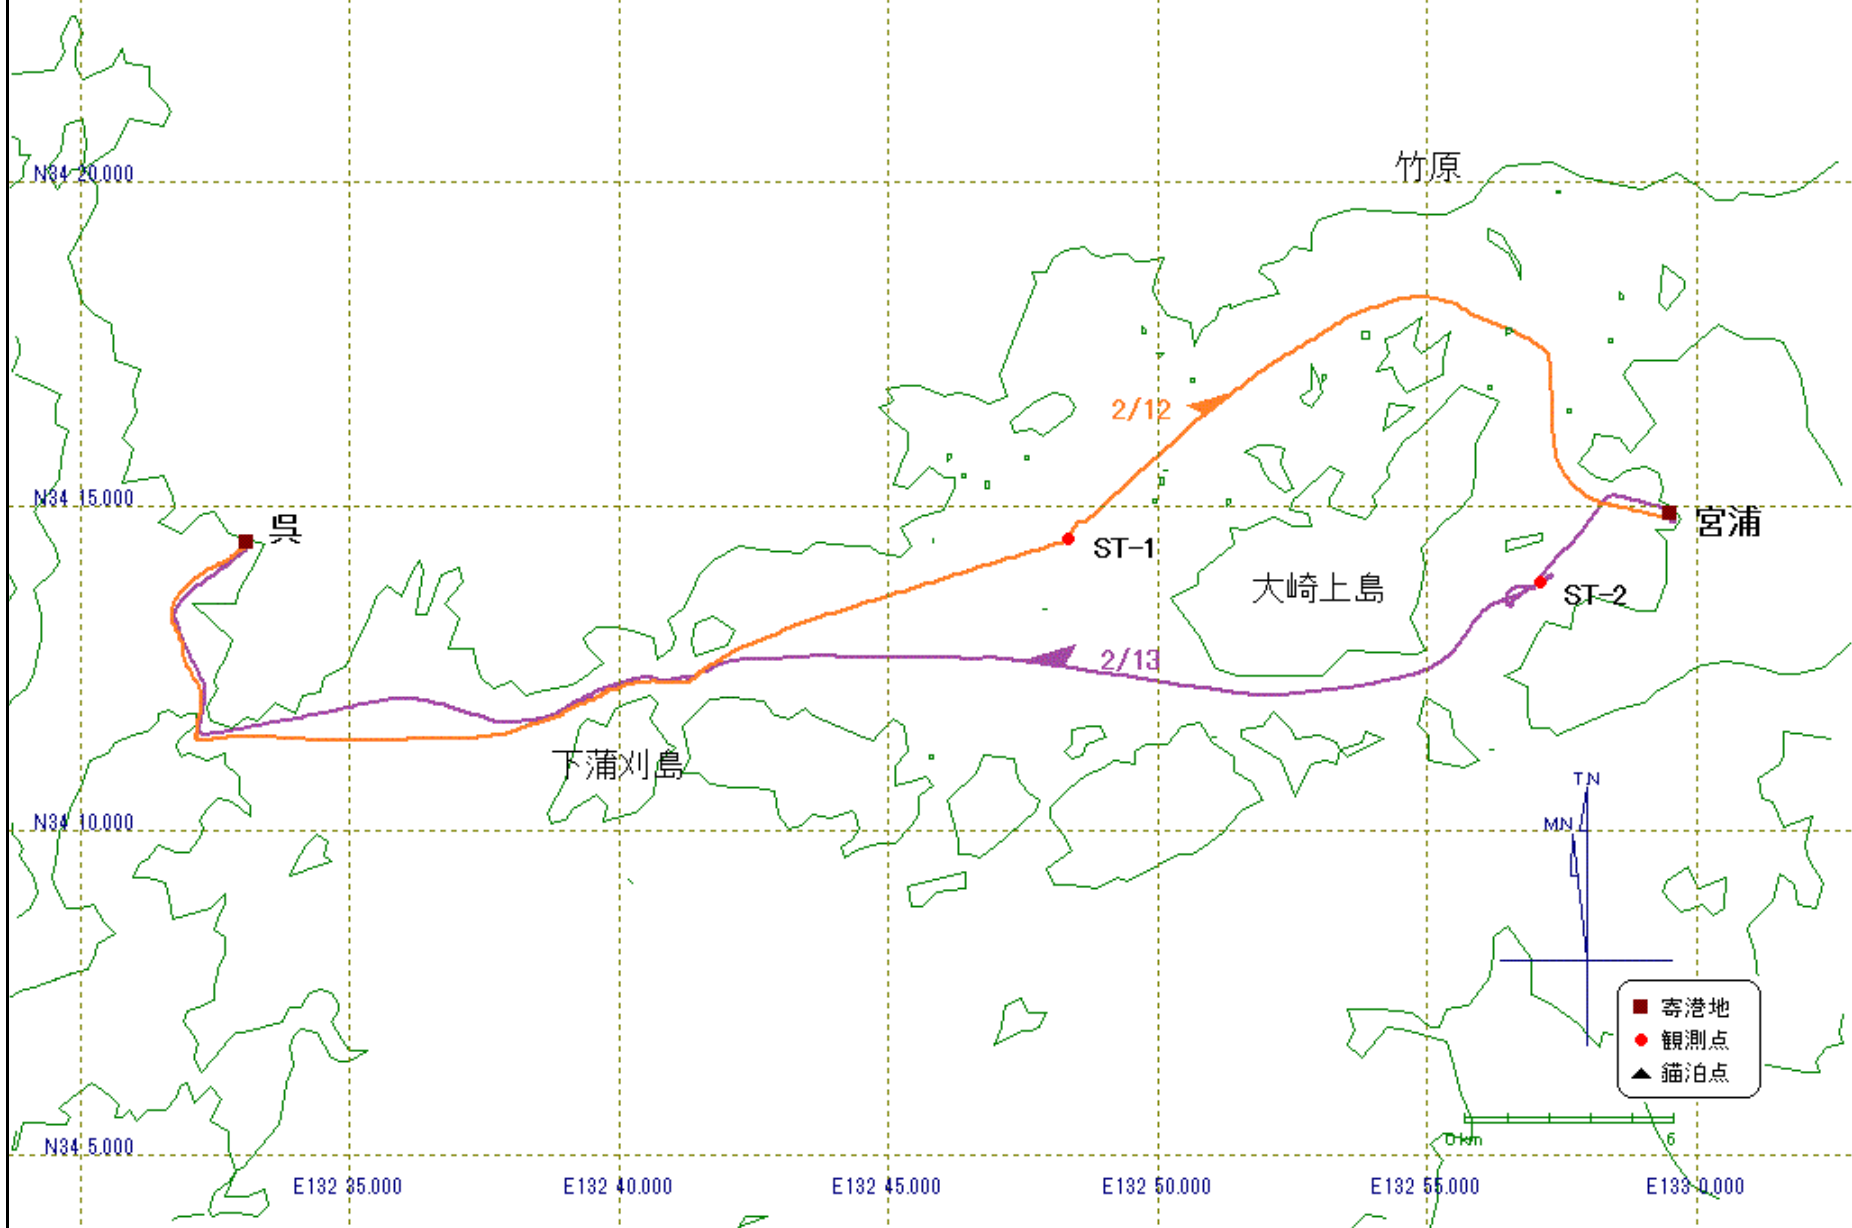 竹原
N34 20.000
2/12
N34 15.000
呉
宮浦
ST-1
大崎上島
ST-2
2/13
下蒲刈島
TN
MN
N34 10.000
寄港地
観測点
錨泊点
0 km
6
N34 5.000
E132 35.000
E132 40.000
E132 45.000
E132 50.000
E132 55.000
E133 0.000